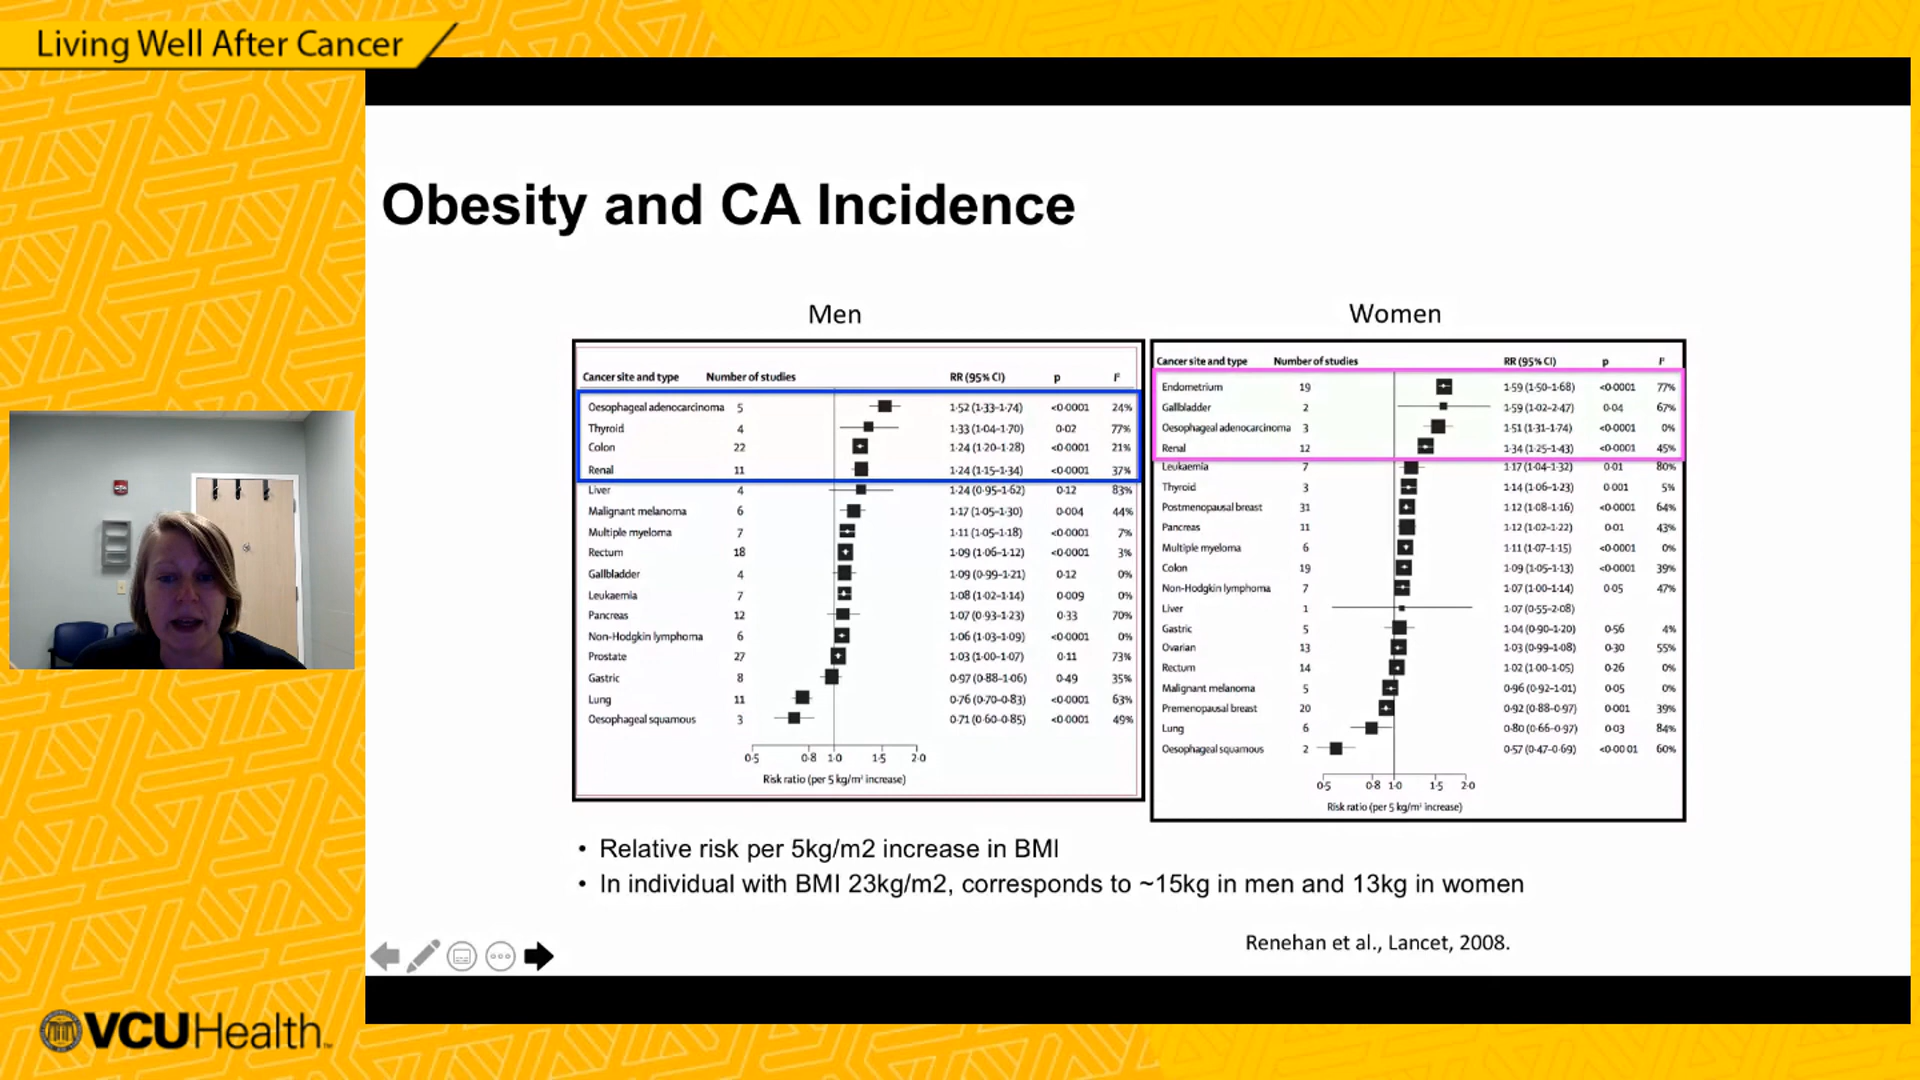 Living Well After Cancer
Obesity and CA Incidence
Men
Cancer site and type Number of studies RR (95% CI) p I²
Oesophageal adenocarcinoma 5 1·52 (1·33–1·74) <0·0001 24%
Thyroid 4 1·33 (1·04–1·70) 0·02 77%
Colon 22 1·24 (1·20–1·28) <0·0001 21%
Renal 11 1·24 (1·15–1·34) <0·0001 37%
Liver 4 1·24 (0·95–1·62) 0·12 83%
Malignant melanoma 6 1·17 (1·05–1·30) 0·004 44%
Multiple myeloma 7 1·11 (1·05–1·18) <0·0001 7%
Rectum 18 1·09 (1·06–1·12) <0·0001 3%
Gallbladder 4 1·09 (0·99–1·21) 0·12 0%
Leukaemia 7 1·08 (1·02–1·14) 0·009 0%
Pancreas 12 1·07 (0·93–1·23) 0·33 70%
Non-Hodgkin lymphoma 6 1·06 (1·03–1·09) <0·0001 0%
Prostate 27 1·03 (1·00–1·07) 0·11 73%
Gastric 8 0·97 (0·88–1·06) 0·49 35%
Lung 11 0·76 (0·70–0·83) <0·0001 63%
Oesophageal squamous 3 0·71 (0·60–0·85) <0·0001 49%
0·5 0·8 1·0 1·5 2·0
Risk ratio (per 5 kg/m² increase)
Women
Cancer site and type Number of studies RR (95% CI) p I²
Endometrium 19 1·59 (1·50–1·68) <0·0001 77%
Gallbladder 2 1·59 (1·02–2·47) 0·04 67%
Oesophageal adenocarcinoma 3 1·51 (1·31–1·74) <0·0001 0%
Renal 12 1·34 (1·25–1·43) <0·0001 45%
Leukaemia 7 1·17 (1·04–1·32) 0·01 80%
Thyroid 3 1·14 (1·06–1·23) 0·001 5%
Postmenopausal breast 31 1·12 (1·08–1·16) <0·0001 64%
Pancreas 11 1·12 (1·02–1·22) 0·01 43%
Multiple myeloma 6 1·11 (1·07–1·15) <0·0001 0%
Colon 19 1·09 (1·05–1·13) <0·0001 39%
Non-Hodgkin lymphoma 7 1·07 (1·00–1·14) 0·05 47%
Liver 1 1·07 (0·55–2·08)
Gastric 5 1·04 (0·90–1·20) 0·56 4%
Ovarian 13 1·03 (0·99–1·08) 0·30 55%
Rectum 14 1·02 (1·00–1·05) 0·26 0%
Malignant melanoma 5 0·96 (0·92–1·01) 0·05 0%
Premenopausal breast 20 0·92 (0·88–0·97) 0·001 39%
Lung 6 0·80 (0·66–0·97) 0·03 84%
Oesophageal squamous 2 0·57 (0·47–0·69) <0·0001 60%
0·5 0·8 1·0 1·5 2·0
Risk ratio (per 5 kg/m² increase)
• Relative risk per 5kg/m2 increase in BMI
• In individual with BMI 23kg/m2, corresponds to ~15kg in men and 13kg in women
Renehan et al., Lancet, 2008.
VCUHealth™